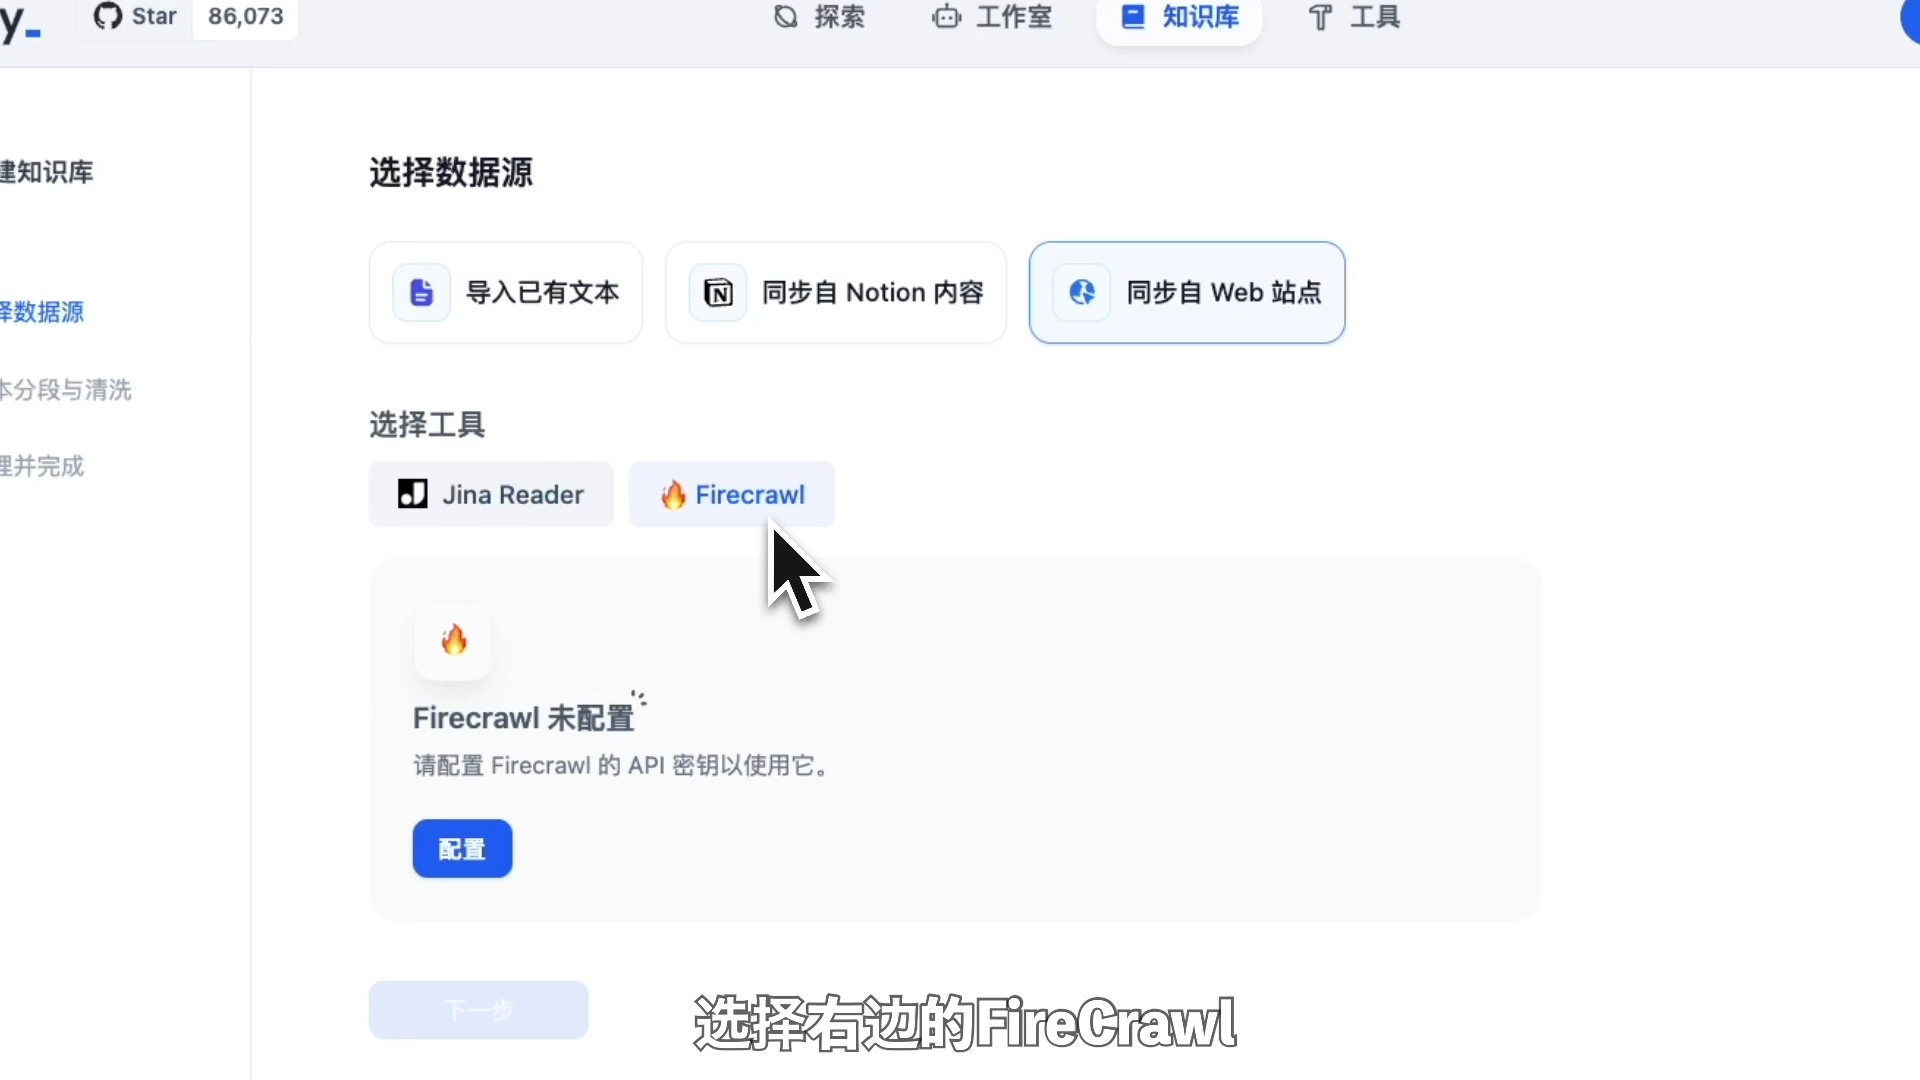 y_
Star 86,073
探索
工作室
知识库
工具
建知识库
择数据源
本分段与清洗
理并完成
选择数据源
导入已有文本
同步自 Notion 内容
同步自 Web 站点
选择工具
Jina Reader
Firecrawl
Firecrawl 未配置
请配置 Firecrawl 的 API 密钥以使用它。
配置
下一步
选择右边的FireCrawl